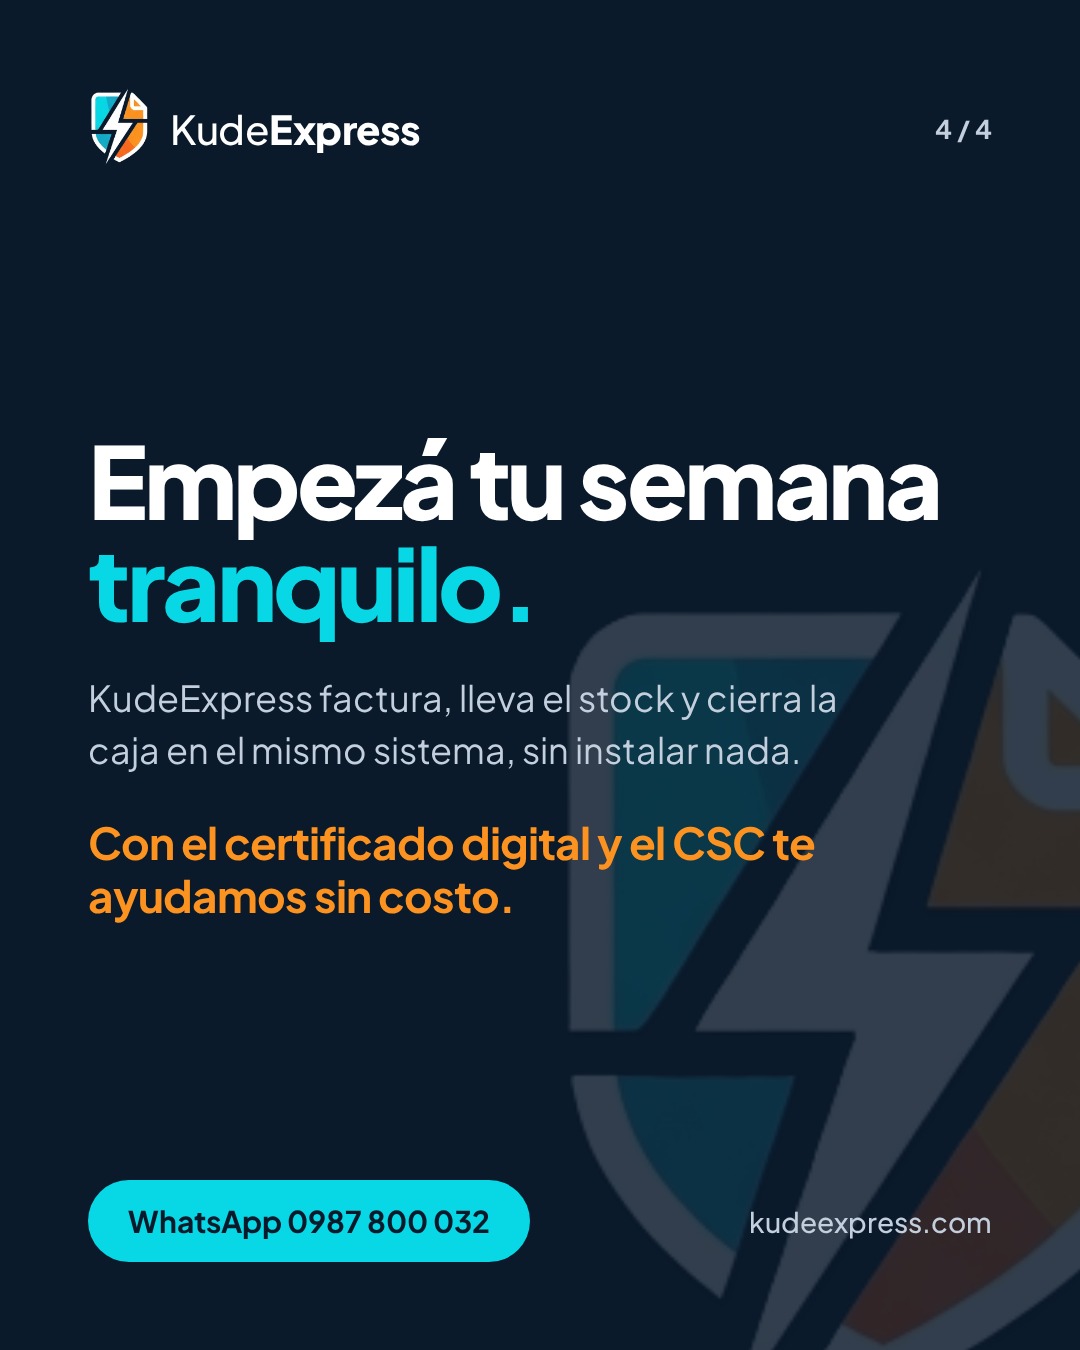 KudeExpress
4 / 4
Empezá tu semana
tranquilo.
KudeExpress factura, lleva el stock y cierra la
caja en el mismo sistema, sin instalar nada.
Con el certificado digital y el CSC te
ayudamos sin costo.
WhatsApp 0987 800 032
kudeexpress.com